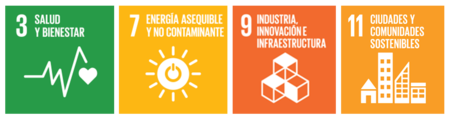 3 SALUD
Y BIENESTAR
7 ENERGÍA ASEQUIBLE
Y NO CONTAMINANTE
9 INDUSTRIA,
INNOVACIÓN E
INFRAESTRUCTURA
11 CIUDADES Y
COMUNIDADES
SOSTENIBLES